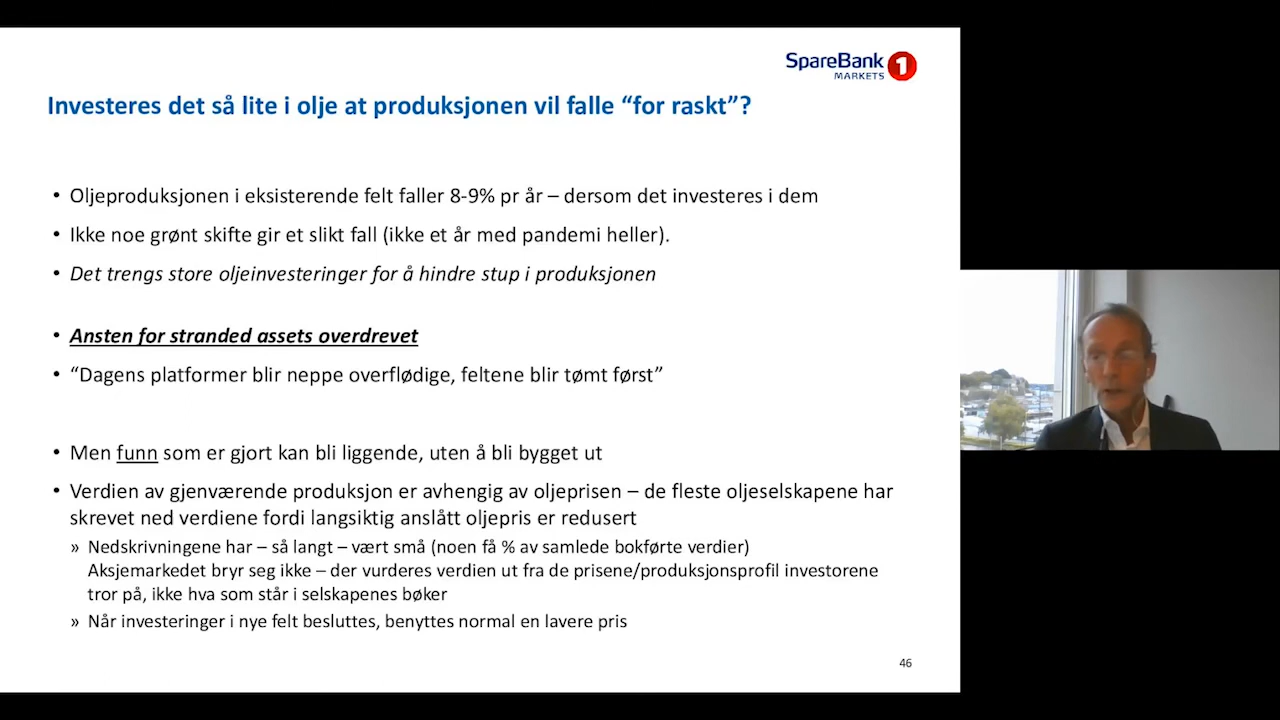 SpareBank 1
MARKETS
Investeres det så lite i olje at produksjonen vil falle “for raskt”?
• Oljeproduksjonen i eksisterende felt faller 8-9% pr år – dersom det investeres i dem
• Ikke noe grønt skifte gir et slikt fall (ikke et år med pandemi heller).
• Det trengs store oljeinvesteringer for å hindre stup i produksjonen
• Ansten for stranded assets overdrevet
• “Dagens platformer blir neppe overflødige, feltene blir tømt først”
• Men funn som er gjort kan bli liggende, uten å bli bygget ut
• Verdien av gjenværende produksjon er avhengig av oljeprisen – de fleste oljeselskapene har
skrevet ned verdiene fordi langsiktig anslått oljepris er redusert
» Nedskrivningene har – så langt – vært små (noen få % av samlede bokførte verdier)
Aksjemarkedet bryr seg ikke – der vurderes verdien ut fra de prisene/produksjonsprofil investorene
tror på, ikke hva som står i selskapenes bøker
» Når investeringer i nye felt besluttes, benyttes normal en lavere pris
46